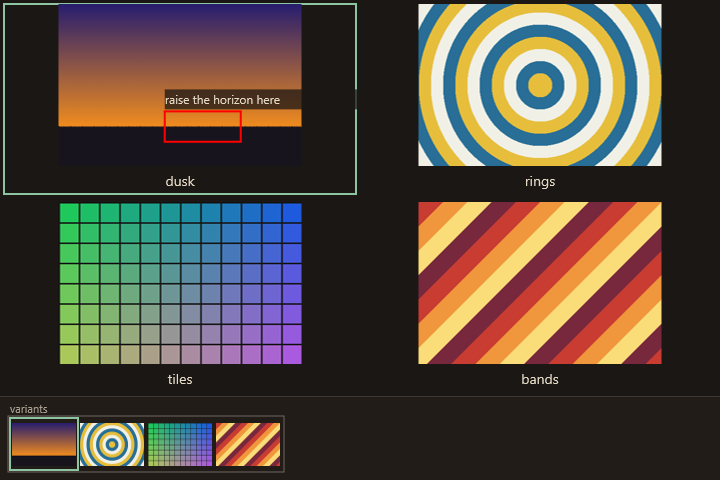 raise the horizon here
dusk
rings
tiles
bands
variants